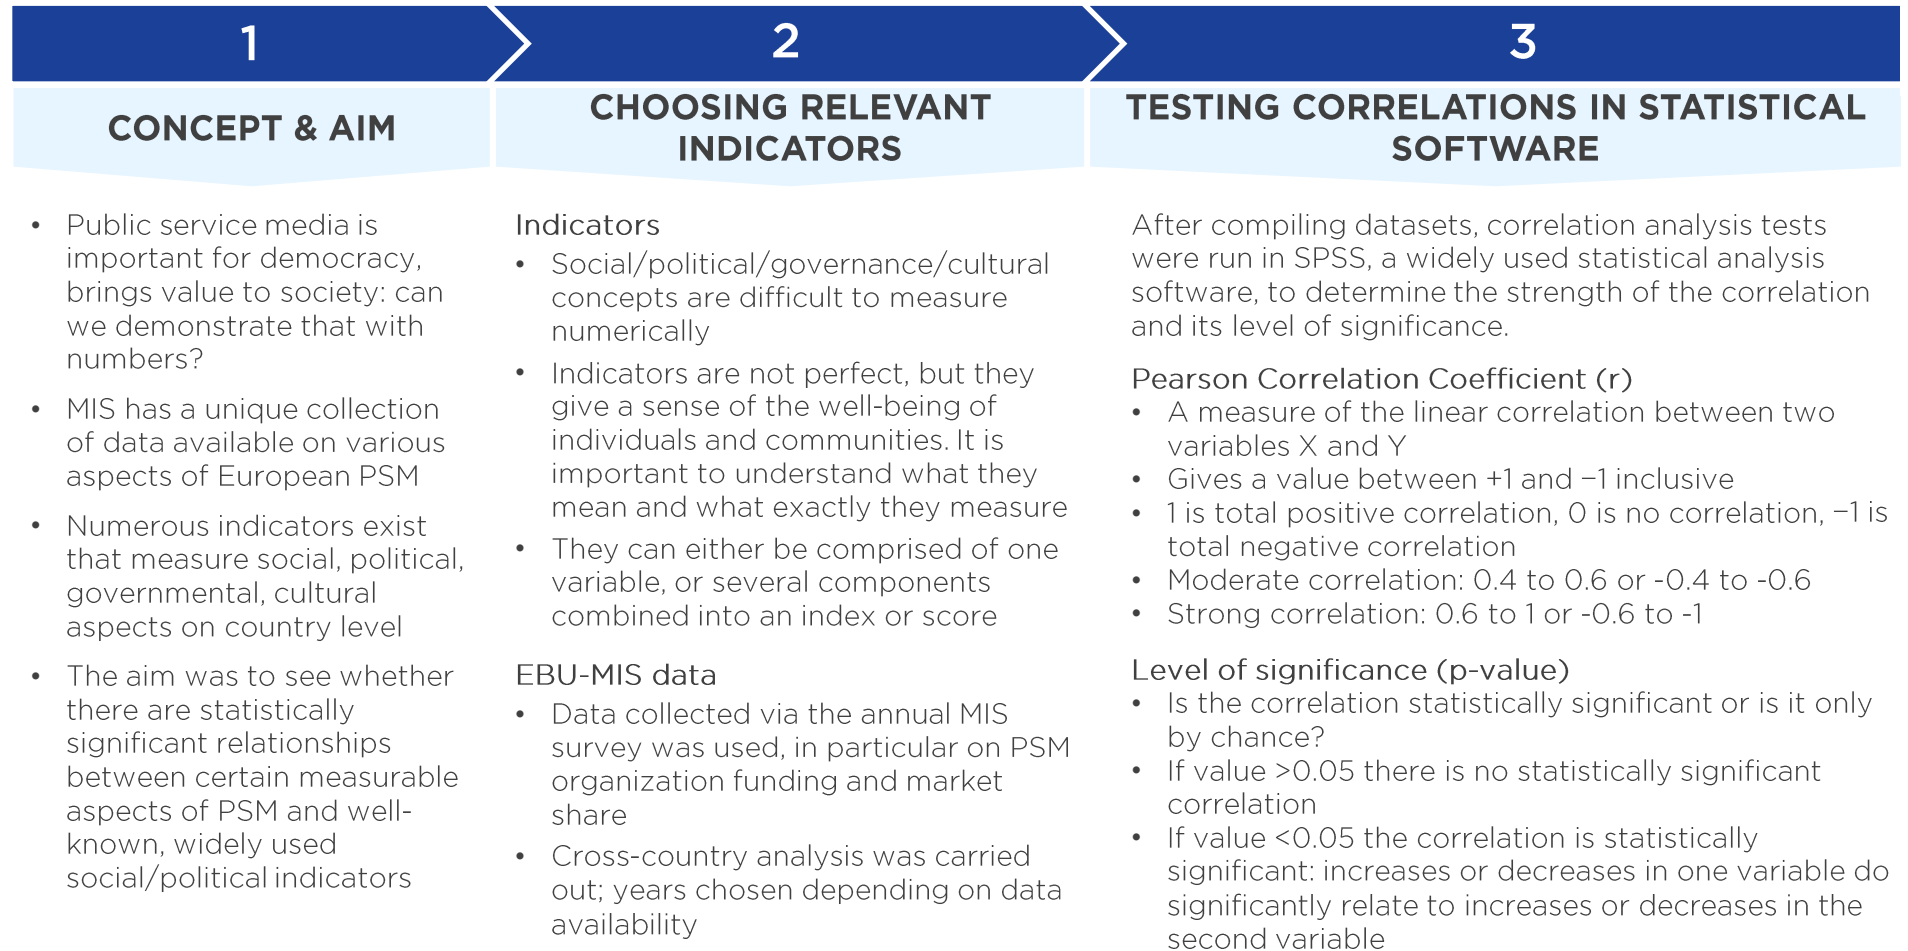 1
2
3
CONCEPT & AIM
CHOOSING RELEVANT
INDICATORS
TESTING CORRELATIONS IN STATISTICAL
SOFTWARE
• Public service media is
important for democracy,
brings value to society: can
we demonstrate that with
numbers?
• MIS has a unique collection
of data available on various
aspects of European PSM
• Numerous indicators exist
that measure social, political,
governmental, cultural
aspects on country level
• The aim was to see whether
there are statistically
significant relationships
between certain measurable
aspects of PSM and well-
known, widely used
social/political indicators
Indicators
• Social/political/governance/cultural
concepts are difficult to measure
numerically
• Indicators are not perfect, but they
give a sense of the well-being of
individuals and communities. It is
important to understand what they
mean and what exactly they measure
• They can either be comprised of one
variable, or several components
combined into an index or score
EBU-MIS data
• Data collected via the annual MIS
survey was used, in particular on PSM
organization funding and market
share
• Cross-country analysis was carried
out; years chosen depending on data
availability
After compiling datasets, correlation analysis tests
were run in SPSS, a widely used statistical analysis
software, to determine the strength of the correlation
and its level of significance.
Pearson Correlation Coefficient (r)
• A measure of the linear correlation between two
variables X and Y
• Gives a value between +1 and −1 inclusive
• 1 is total positive correlation, 0 is no correlation, −1 is
total negative correlation
• Moderate correlation: 0.4 to 0.6 or -0.4 to -0.6
• Strong correlation: 0.6 to 1 or -0.6 to -1
Level of significance (p-value)
• Is the correlation statistically significant or is it only
by chance?
• If value >0.05 there is no statistically significant
correlation
• If value <0.05 the correlation is statistically
significant: increases or decreases in one variable do
significantly relate to increases or decreases in the
second variable